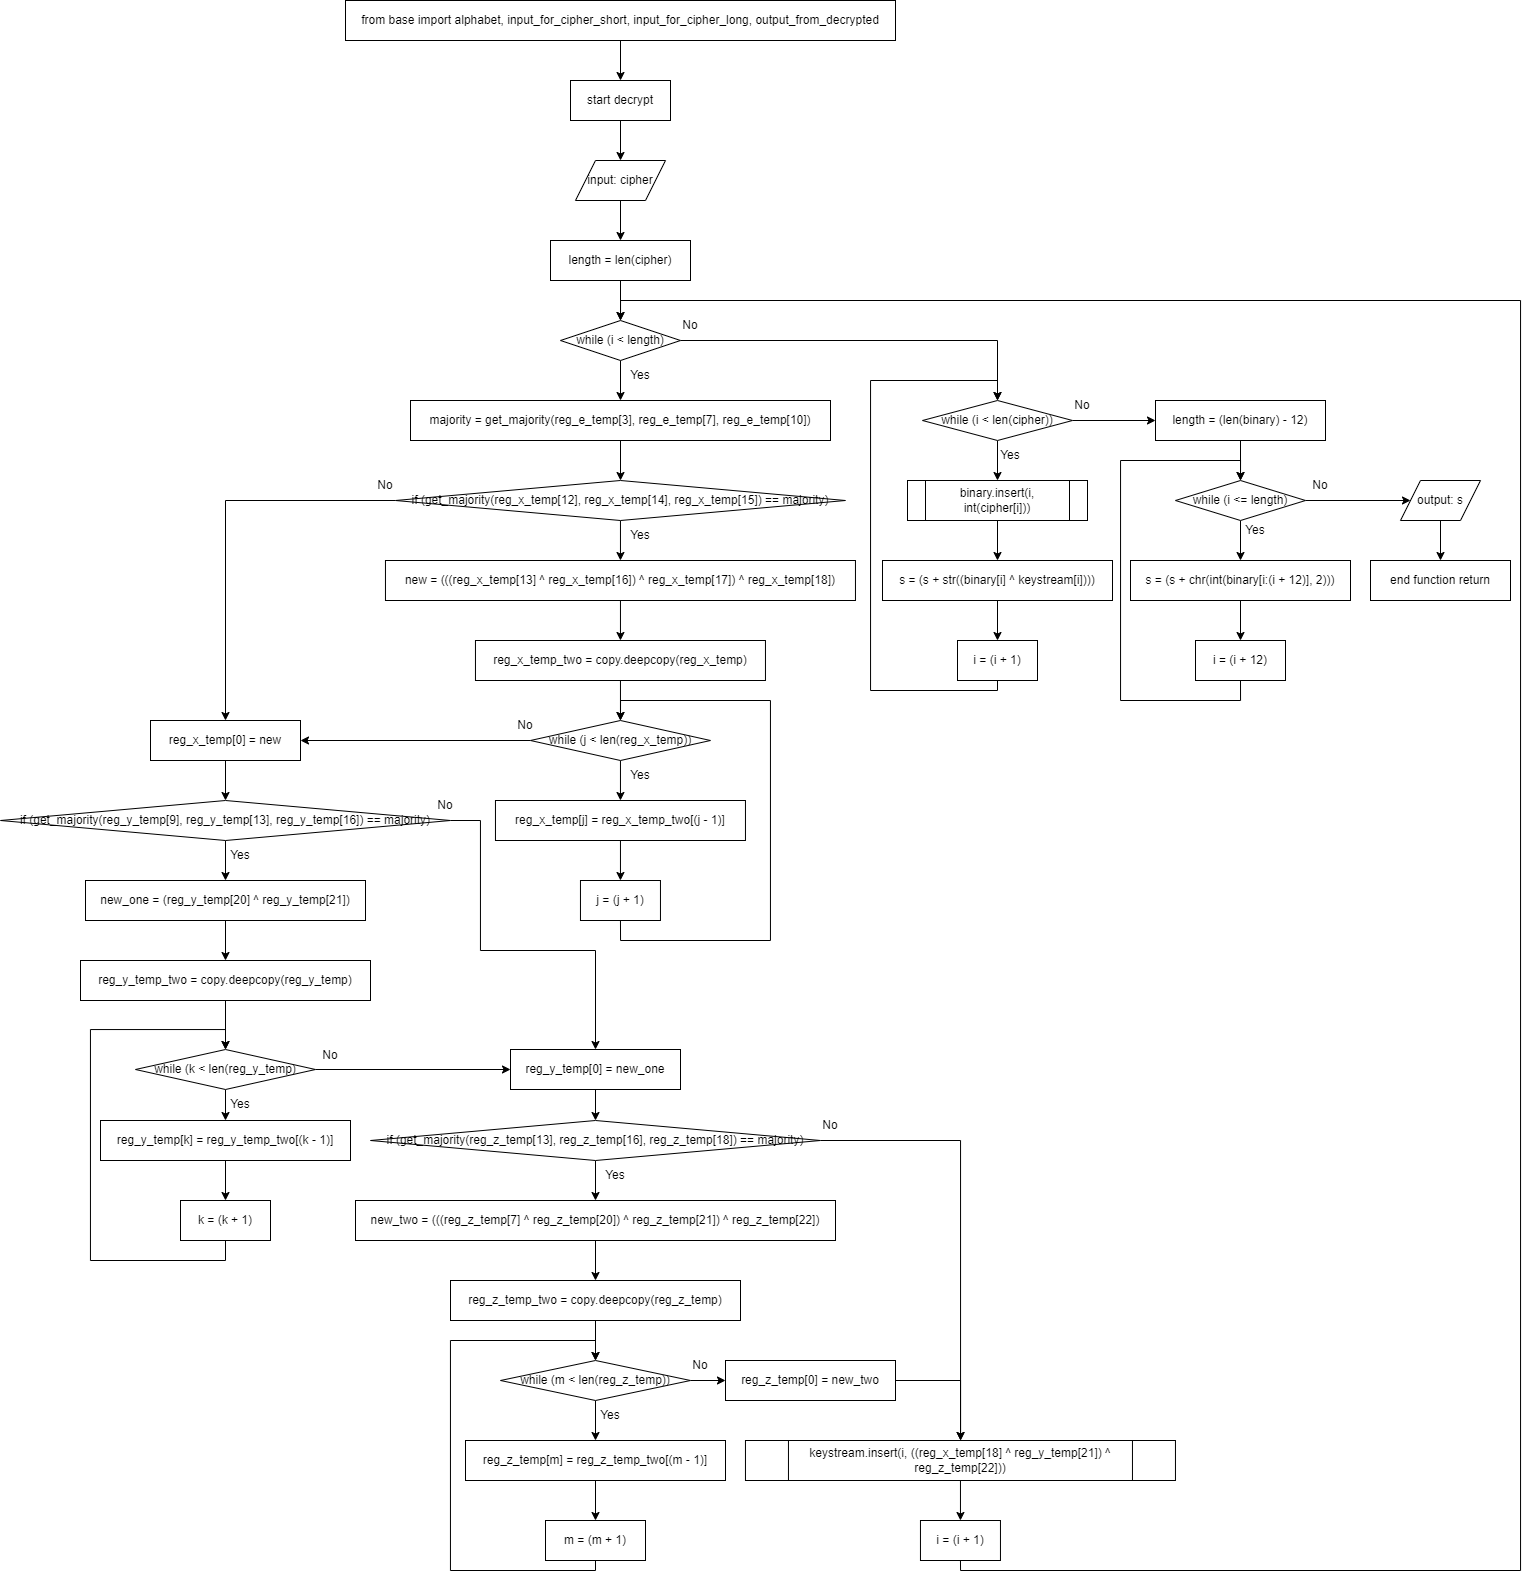 from base import alphabet, input_for_cipher_short, input_for_cipher_long, output_from_decrypted
start decrypt
input: cipher
length = len(cipher)
while (i < length)
No
Yes
majority = get_majority(reg_e_temp[3], reg_e_temp[7], reg_e_temp[10])
if (get_majority(reg_x_temp[12], reg_x_temp[14], reg_x_temp[15]) == majority)
No
Yes
new = (((reg_x_temp[13] ^ reg_x_temp[16]) ^ reg_x_temp[17]) ^ reg_x_temp[18])
reg_x_temp_two = copy.deepcopy(reg_x_temp)
while (j < len(reg_x_temp))
No
Yes
reg_x_temp[j] = reg_x_temp_two[(j - 1)]
j = (j + 1)
reg_x_temp[0] = new
if (get_majority(reg_y_temp[9], reg_y_temp[13], reg_y_temp[16]) == majority)
No
Yes
new_one = (reg_y_temp[20] ^ reg_y_temp[21])
reg_y_temp_two = copy.deepcopy(reg_y_temp)
while (k < len(reg_y_temp)
No
Yes
reg_y_temp[k] = reg_y_temp_two[(k - 1)]
k = (k + 1)
reg_y_temp[0] = new_one
if (get_majority(reg_z_temp[13], reg_z_temp[16], reg_z_temp[18]) == majority)
No
Yes
new_two = (((reg_z_temp[7] ^ reg_z_temp[20]) ^ reg_z_temp[21]) ^ reg_z_temp[22])
reg_z_temp_two = copy.deepcopy(reg_z_temp)
while (m < len(reg_z_temp))
No
Yes
reg_z_temp[0] = new_two
reg_z_temp[m] = reg_z_temp_two[(m - 1)]
m = (m + 1)
keystream.insert(i, ((reg_x_temp[18] ^ reg_y_temp[21]) ^
reg_z_temp[22]))
i = (i + 1)
while (i < len(cipher))
No
Yes
binary.insert(i,
int(cipher[i]))
s = (s + str((binary[i] ^ keystream[i])))
i = (i + 1)
length = (len(binary) - 12)
while (i <= length)
No
Yes
s = (s + chr(int(binary[i:(i + 12)], 2)))
i = (i + 12)
output: s
end function return